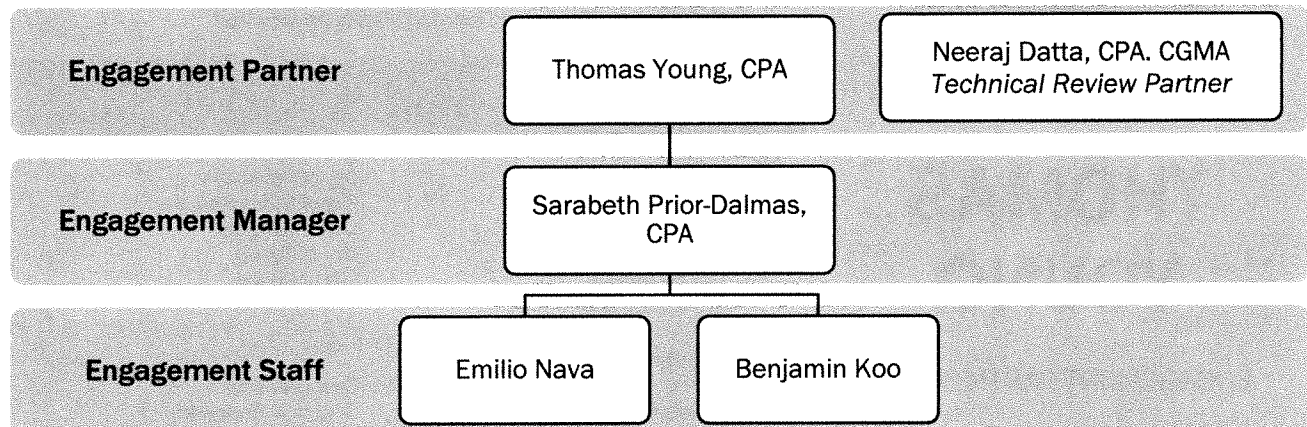 Engagement Partner
Thomas Young, CPA
Neeraj Datta, CPA. CGMA
Technical Review Partner
Engagement Manager
Sarabeth Prior-Dalmas,
CPA
Engagement Staff
Emilio Nava
Benjamin Koo